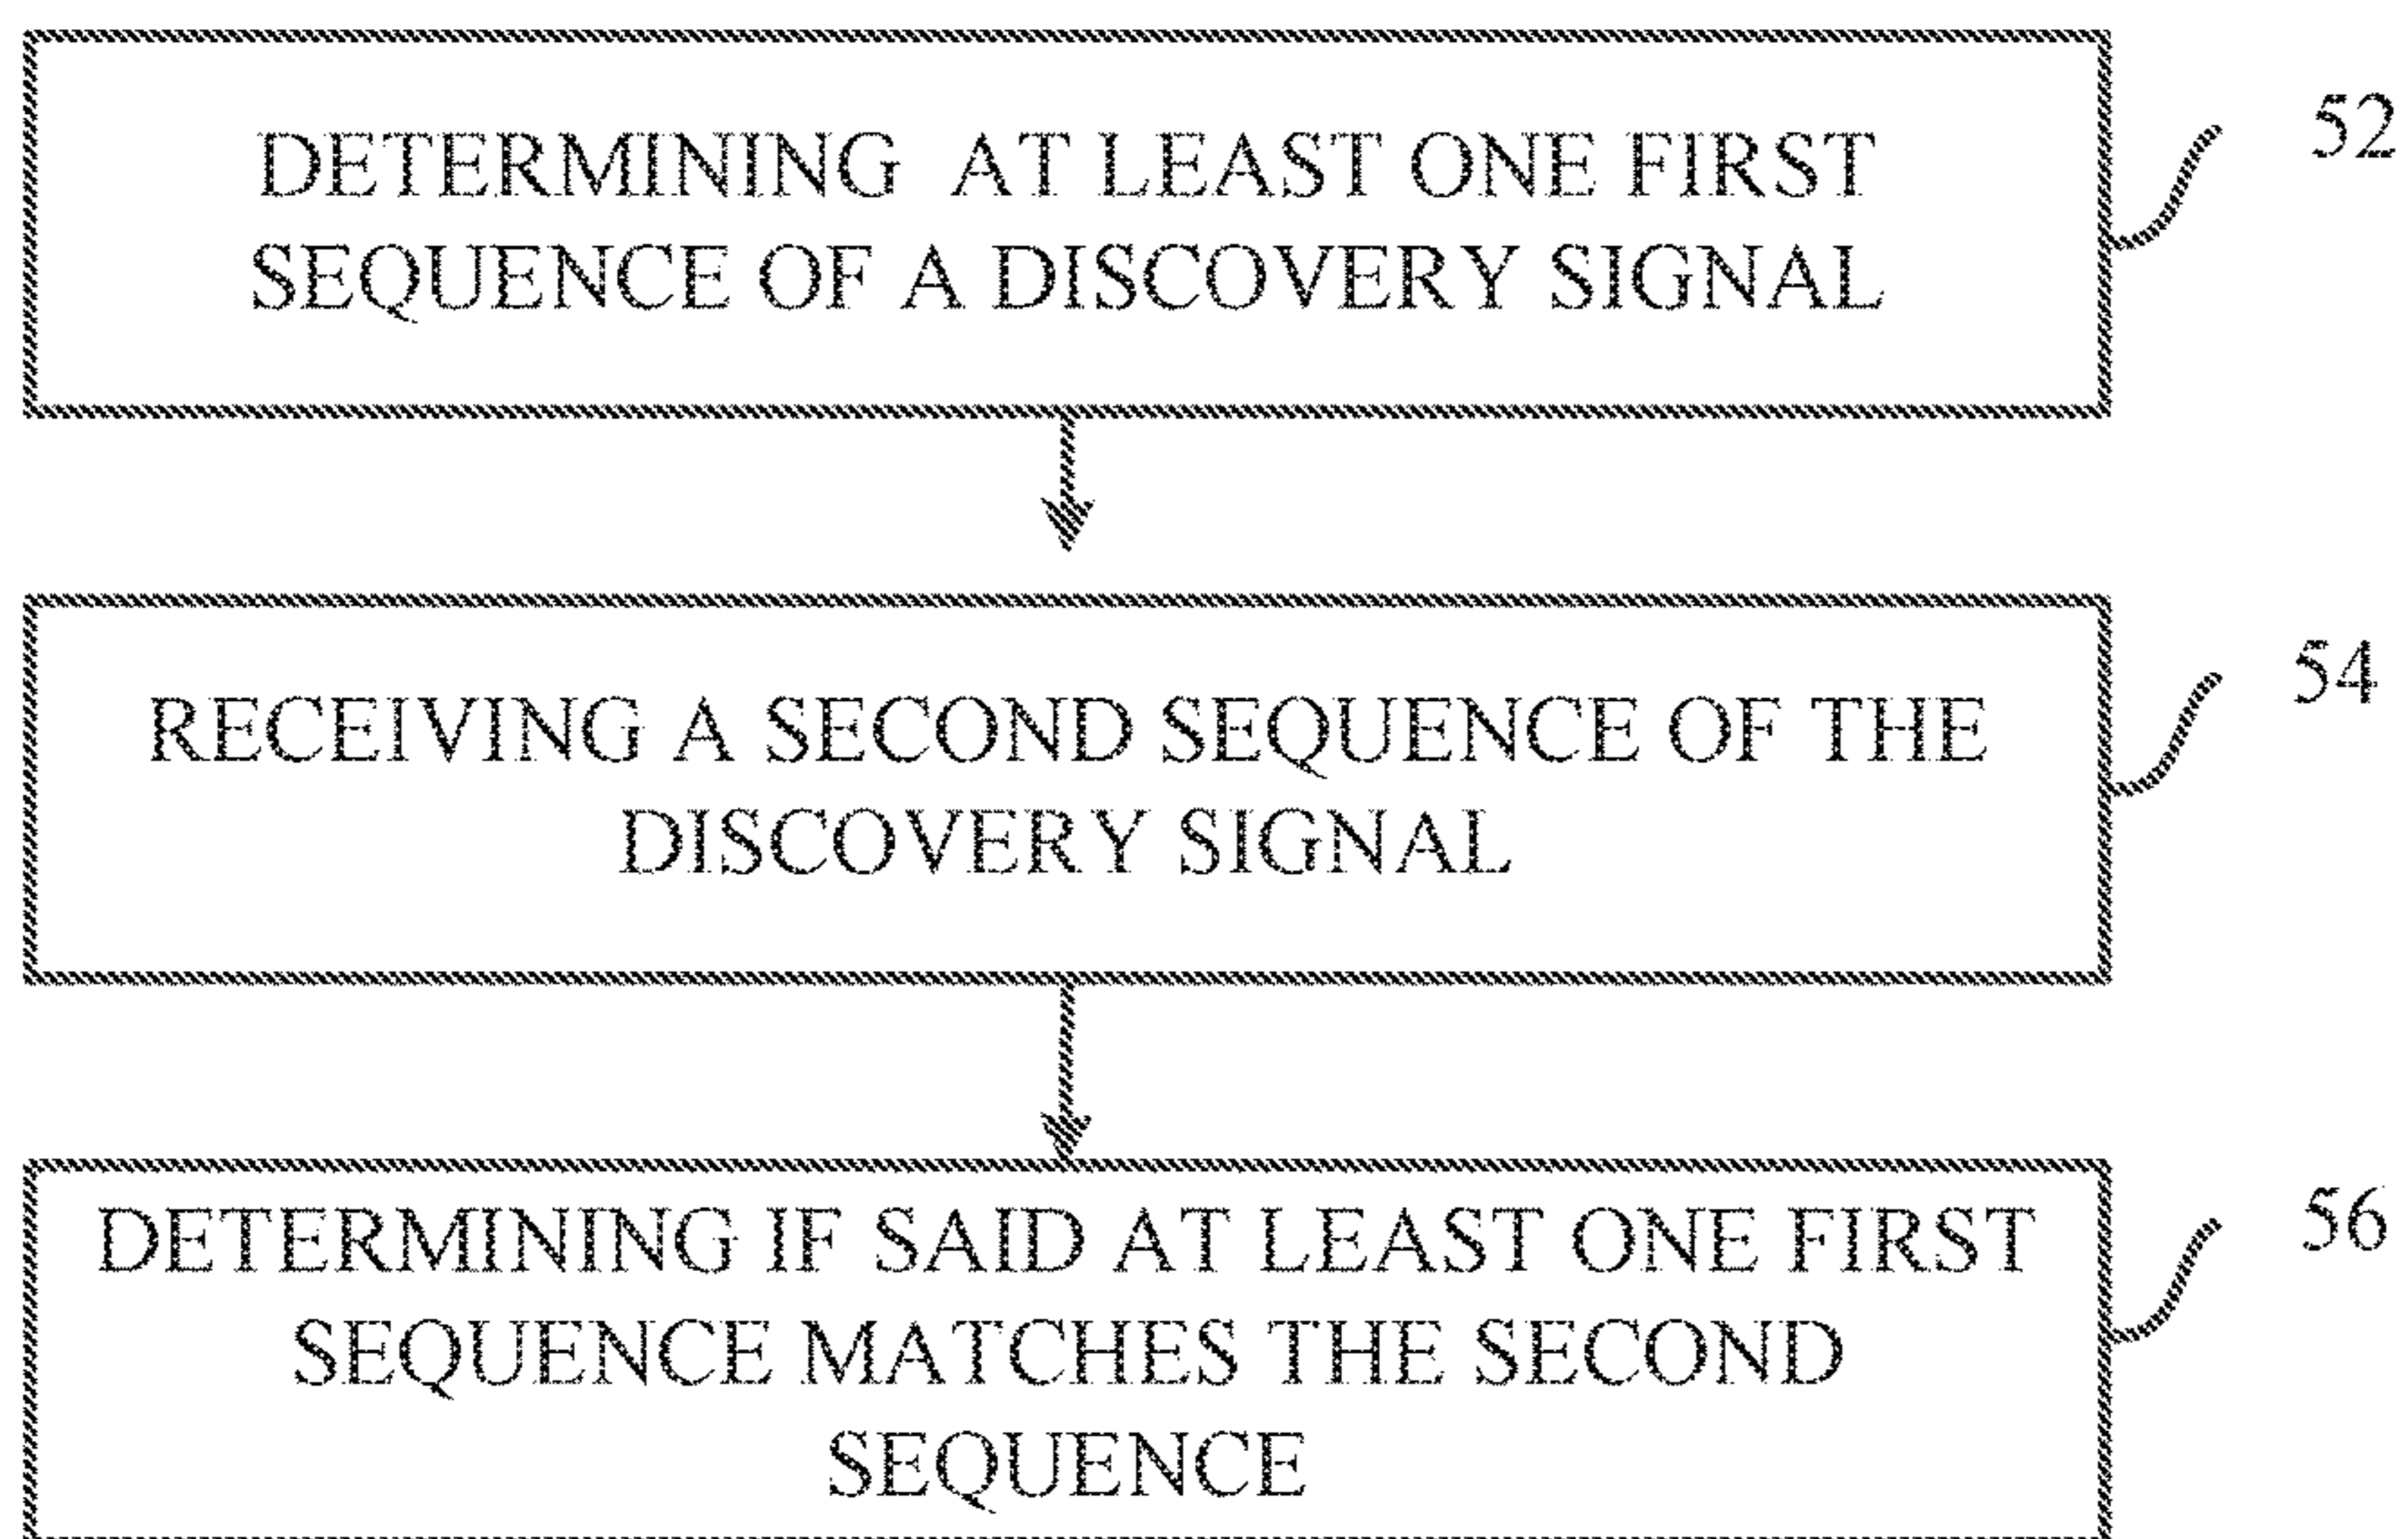 DETERMINING AT LEAST ONE FIRST
52
SEQUENCE OF A DISCOVERY SIGNAL
RECEIVING A SECOND SEQUENCE OF THE
54
DISCOVERY SIGNAL
DETERMINING IF SAID AT LEAST ONE FIRST
56
SEQUENCE MATCHES THE SECOND
SEQUENCE